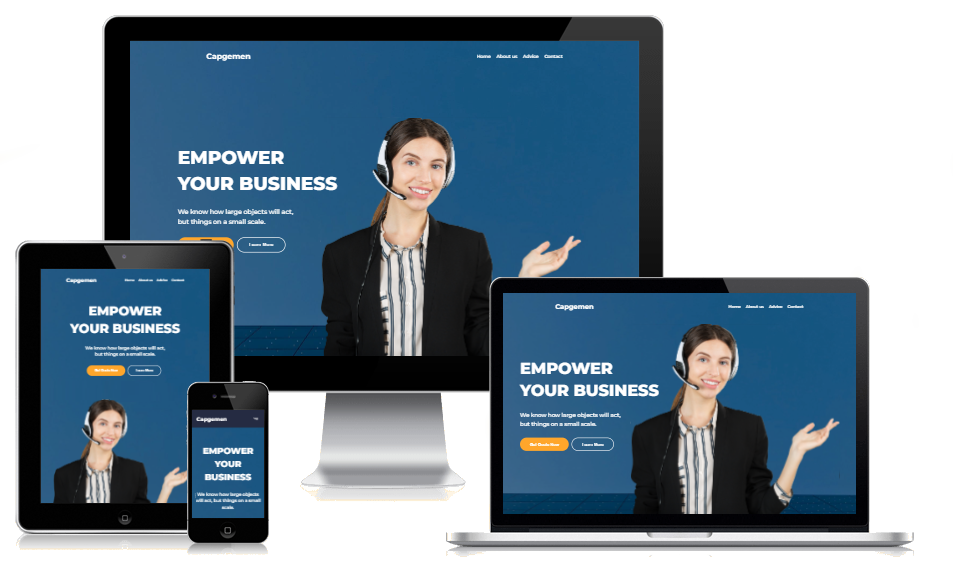 Capgemen
Home About us Advice Contact
EMPOWER
YOUR BUSINESS
We know how large objects will act,
but things on a small scale.
Learn More
Capgemen
Home About us Advice Contact
EMPOWER
YOUR BUSINESS
We know how large objects will act,
but things on a small scale.
Get Quote Now Learn More
Capgemen
EMPOWER
YOUR
BUSINESS
We know how large objects
will act, but things on a small
scale.
Capgemen
Home About us Advice Contact
EMPOWER
YOUR BUSINESS
We know how large objects will act,
but things on a small scale.
Get Quote Now Learn More